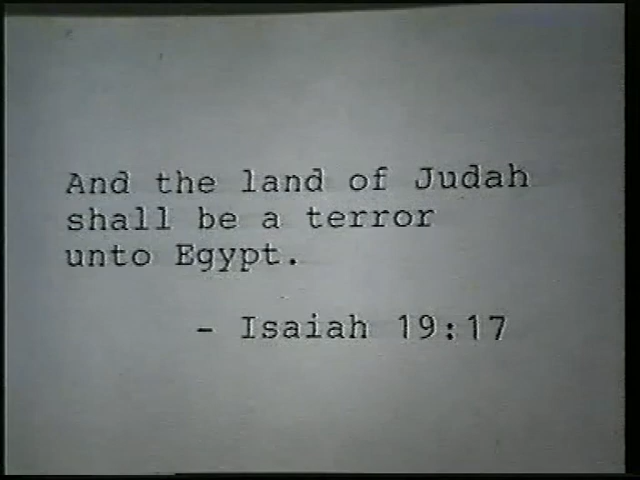 And the land of Judah
shall be a terror
unto Egypt.
- Isaiah 19:17